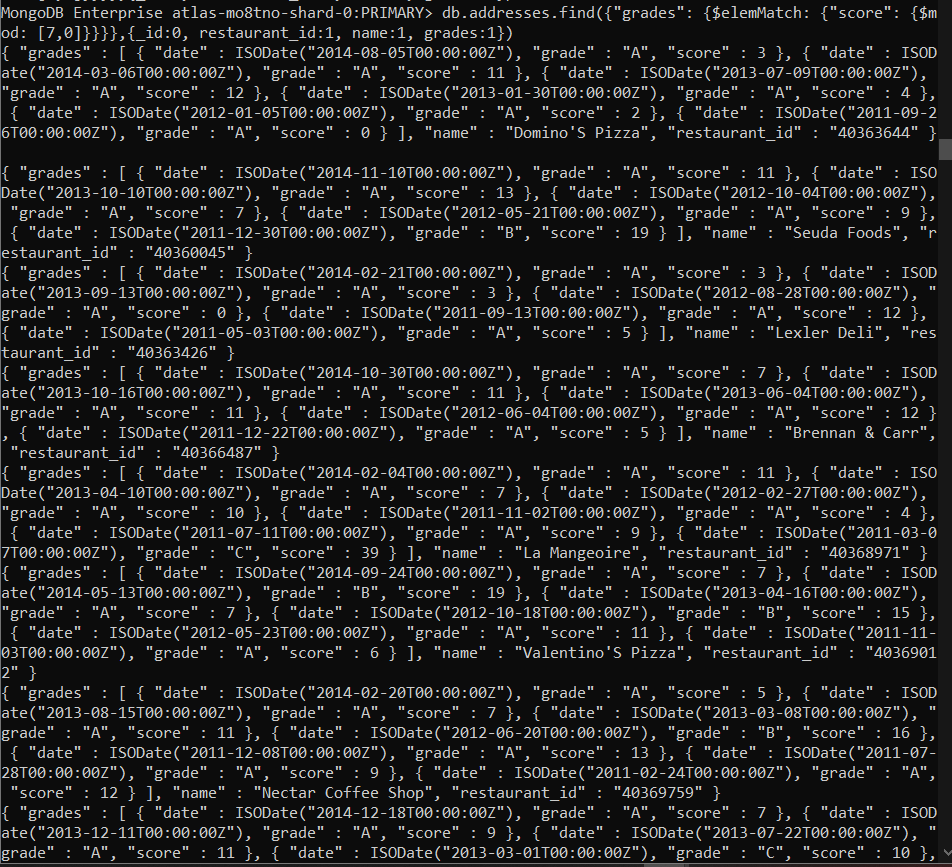 MongoDB Enterprise atlas-mo8tno-shard-0:PRIMARY> db.addresses.find({"grades": {$elemMatch: {"score": {$m
od: [7,0]}}}},{_id:0, restaurant_id:1, name:1, grades:1})
{ "grades" : [ { "date" : ISODate("2014-08-05T00:00:00Z"), "grade" : "A", "score" : 3 }, { "date" : ISOD
ate("2014-03-06T00:00:00Z"), "grade" : "A", "score" : 11 }, { "date" : ISODate("2013-07-09T00:00:00Z"),
"grade" : "A", "score" : 12 }, { "date" : ISODate("2013-01-30T00:00:00Z"), "grade" : "A", "score" : 4 },
{ "date" : ISODate("2012-01-05T00:00:00Z"), "grade" : "A", "score" : 2 }, { "date" : ISODate("2011-09-2
6T00:00:00Z"), "grade" : "A", "score" : 0 } ], "name" : "Domino'S Pizza", "restaurant_id" : "40363644" }
{ "grades" : [ { "date" : ISODate("2014-11-10T00:00:00Z"), "grade" : "A", "score" : 11 }, { "date" : ISO
Date("2013-10-10T00:00:00Z"), "grade" : "A", "score" : 13 }, { "date" : ISODate("2012-10-04T00:00:00Z"),
"grade" : "A", "score" : 7 }, { "date" : ISODate("2012-05-21T00:00:00Z"), "grade" : "A", "score" : 9 },
{ "date" : ISODate("2011-12-30T00:00:00Z"), "grade" : "B", "score" : 19 } ], "name" : "Seuda Foods", "r
estaurant_id" : "40360045" }
{ "grades" : [ { "date" : ISODate("2014-02-21T00:00:00Z"), "grade" : "A", "score" : 3 }, { "date" : ISOD
ate("2013-09-13T00:00:00Z"), "grade" : "A", "score" : 3 }, { "date" : ISODate("2012-08-28T00:00:00Z"), "
grade" : "A", "score" : 0 }, { "date" : ISODate("2011-09-13T00:00:00Z"), "grade" : "A", "score" : 12 },
{ "date" : ISODate("2011-05-03T00:00:00Z"), "grade" : "A", "score" : 5 } ], "name" : "Lexler Deli", "res
taurant_id" : "40363426" }
{ "grades" : [ { "date" : ISODate("2014-10-30T00:00:00Z"), "grade" : "A", "score" : 7 }, { "date" : ISOD
ate("2013-10-16T00:00:00Z"), "grade" : "A", "score" : 11 }, { "date" : ISODate("2013-06-04T00:00:00Z"),
"grade" : "A", "score" : 11 }, { "date" : ISODate("2012-06-04T00:00:00Z"), "grade" : "A", "score" : 12 }
, { "date" : ISODate("2011-12-22T00:00:00Z"), "grade" : "A", "score" : 5 } ], "name" : "Brennan & Carr",
"restaurant_id" : "40366487" }
{ "grades" : [ { "date" : ISODate("2014-02-04T00:00:00Z"), "grade" : "A", "score" : 11 }, { "date" : ISO
Date("2013-04-10T00:00:00Z"), "grade" : "A", "score" : 7 }, { "date" : ISODate("2012-02-27T00:00:00Z"),
"grade" : "A", "score" : 10 }, { "date" : ISODate("2011-11-02T00:00:00Z"), "grade" : "A", "score" : 4 },
{ "date" : ISODate("2011-07-11T00:00:00Z"), "grade" : "A", "score" : 9 }, { "date" : ISODate("2011-03-0
7T00:00:00Z"), "grade" : "C", "score" : 39 } ], "name" : "La Mangeoire", "restaurant_id" : "40368971" }
{ "grades" : [ { "date" : ISODate("2014-09-24T00:00:00Z"), "grade" : "A", "score" : 7 }, { "date" : ISOD
ate("2014-05-13T00:00:00Z"), "grade" : "B", "score" : 19 }, { "date" : ISODate("2013-04-16T00:00:00Z"),
"grade" : "A", "score" : 7 }, { "date" : ISODate("2012-10-18T00:00:00Z"), "grade" : "B", "score" : 15 },
{ "date" : ISODate("2012-05-23T00:00:00Z"), "grade" : "A", "score" : 11 }, { "date" : ISODate("2011-11-
03T00:00:00Z"), "grade" : "A", "score" : 6 } ], "name" : "Valentino'S Pizza", "restaurant_id" : "4036901
2" }
{ "grades" : [ { "date" : ISODate("2014-02-20T00:00:00Z"), "grade" : "A", "score" : 5 }, { "date" : ISOD
ate("2013-08-15T00:00:00Z"), "grade" : "A", "score" : 7 }, { "date" : ISODate("2013-03-08T00:00:00Z"), "
grade" : "A", "score" : 11 }, { "date" : ISODate("2012-06-20T00:00:00Z"), "grade" : "B", "score" : 16 },
{ "date" : ISODate("2011-12-08T00:00:00Z"), "grade" : "A", "score" : 13 }, { "date" : ISODate("2011-07-
28T00:00:00Z"), "grade" : "A", "score" : 9 }, { "date" : ISODate("2011-02-24T00:00:00Z"), "grade" : "A",
"score" : 12 } ], "name" : "Nectar Coffee Shop", "restaurant_id" : "40369759" }
{ "grades" : [ { "date" : ISODate("2014-12-18T00:00:00Z"), "grade" : "A", "score" : 7 }, { "date" : ISOD
ate("2013-12-11T00:00:00Z"), "grade" : "A", "score" : 9 }, { "date" : ISODate("2013-07-22T00:00:00Z"), "
grade" : "A", "score" : 11 }, { "date" : ISODate("2013-03-01T00:00:00Z"), "grade" : "C", "score" : 10 },